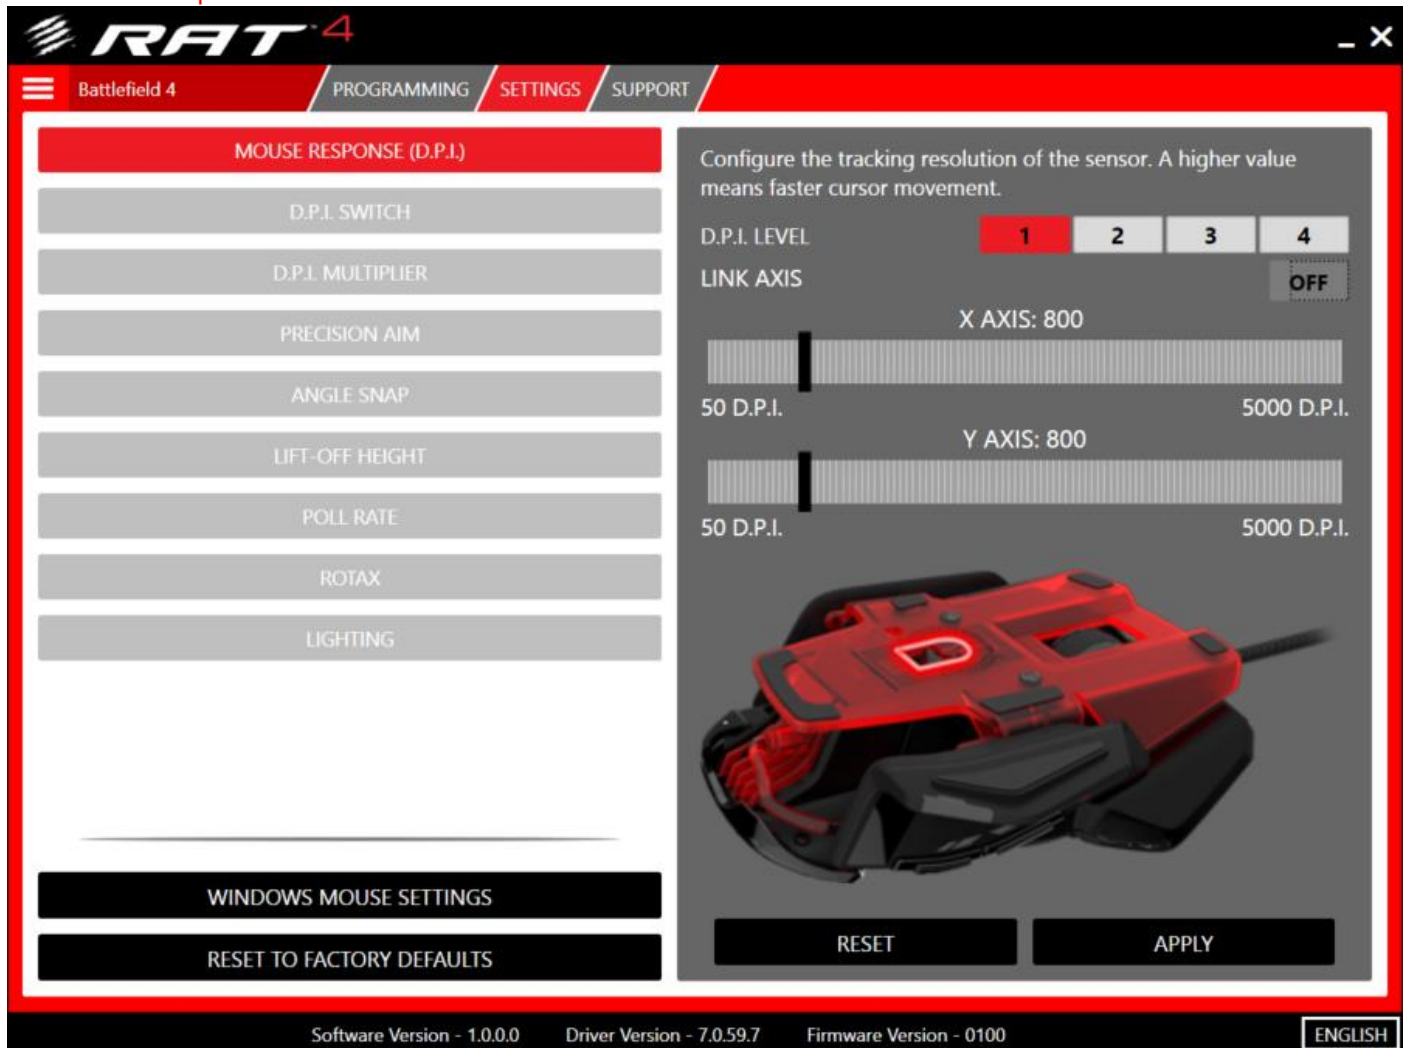 RAT™4
Battlefield 4
PROGRAMMING
SETTINGS
SUPPORT
MOUSE RESPONSE (D.P.I.)
D.P.I. SWITCH
D.P.I. MULTIPLIER
PRECISION AIM
ANGLE SNAP
LIFT-OFF HEIGHT
POLL RATE
ROTAX
LIGHTING
WINDOWS MOUSE SETTINGS
RESET TO FACTORY DEFAULTS
Configure the tracking resolution of the sensor. A higher value
means faster cursor movement.
D.P.I. LEVEL 1 2 3 4
LINK AXIS OFF
X AXIS: 800
50 D.P.I. 5000 D.P.I.
Y AXIS: 800
50 D.P.I. 5000 D.P.I.
RESET APPLY
Software Version - 1.0.0.0 Driver Version - 7.0.59.7 Firmware Version - 0100 ENGLISH